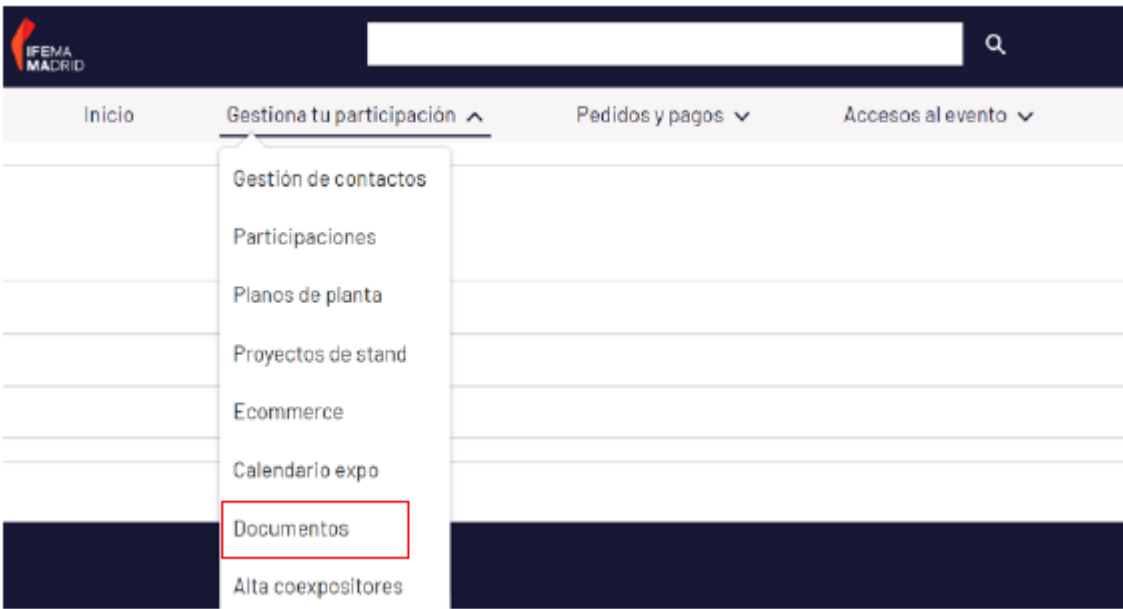 IFEMA
MADRID
Inicio
Gestiona tu participación
Pedidos y pagos
Accesos al evento
Gestión de contactos
Participaciones
Planos de planta
Proyectos de stand
Ecommerce
Calendario expo
Documentos
Alta coexpositores